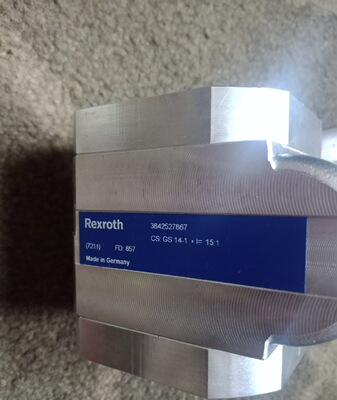 Rexroth 3842527867
CS: GS 14-1 • I= 15:1
(7211) FD: 857
Made in Germany